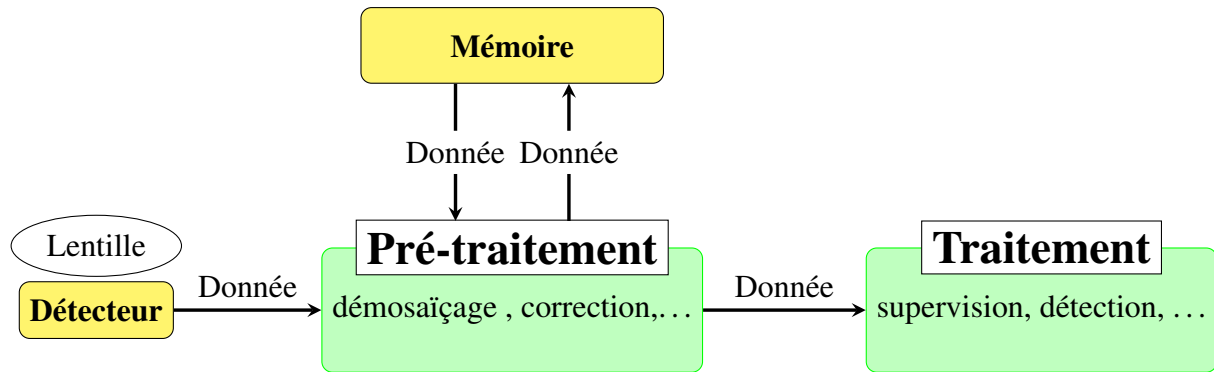 Mémoire
Donnée Donnée
Lentille
Pré-traitement
Traitement
Détecteur
Donnée
démosaïçage , correction,...
Donnée
supervision, détection, ...